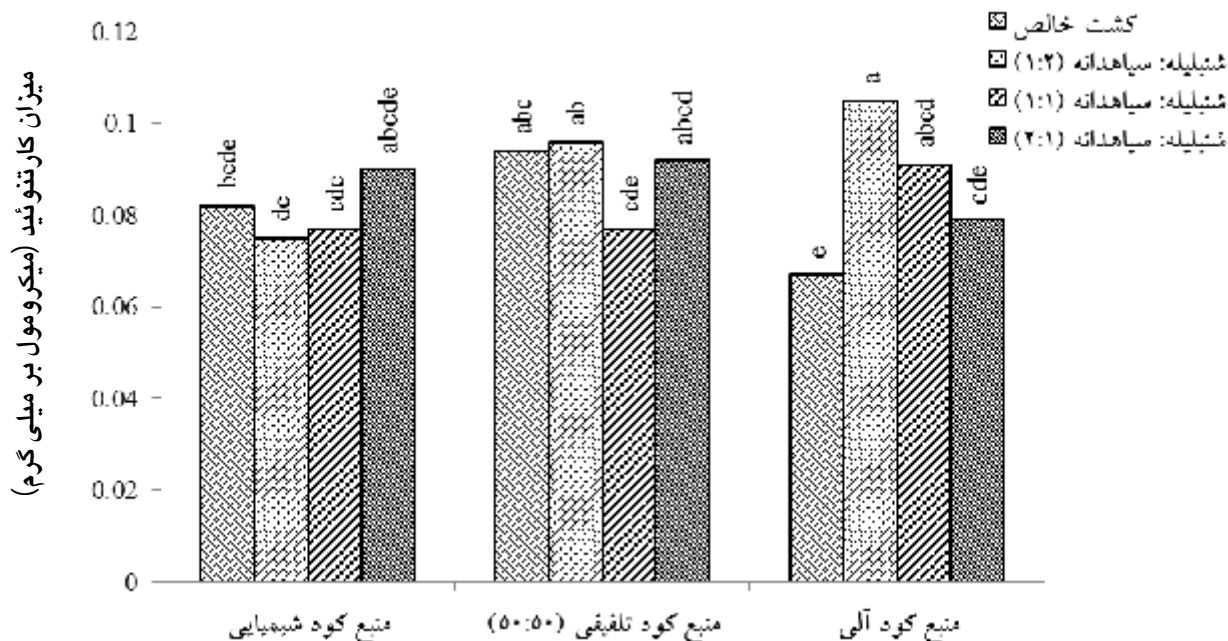 میزان کارتنوئید (میکرومول بر میلی گرم)
0.12
0.1
0.08
0.06
0.04
0.02
0
کشت خالص
شنبلیله: سیاهدانه (۱:۲)
شنبلیله: سیاهدانه (۱:۱)
شنبلیله: سیاهدانه (۲:۱)
bcde
de
cde
abcde
abc
ab
cde
abcd
e
a
abcd
cde
منبع کود شیمیایی
منبع کود تلفیقی (۵۰:۵۰)
منبع کود آلی